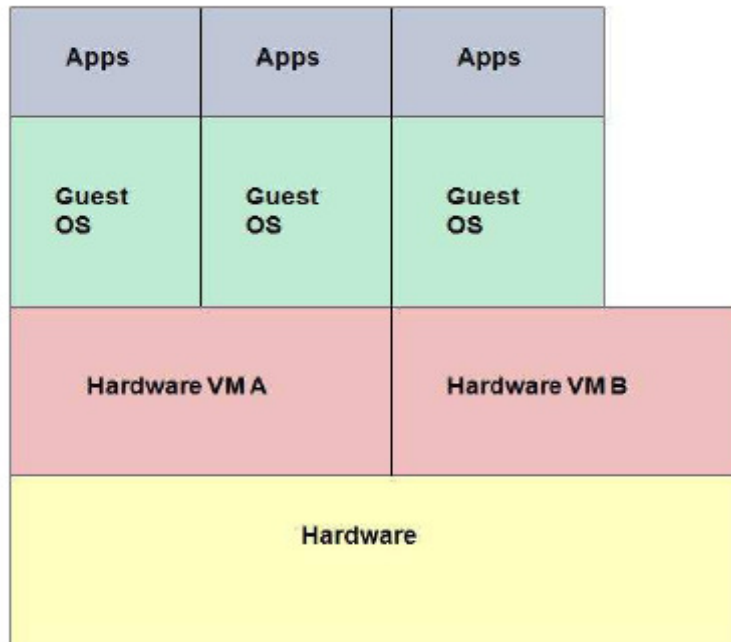 Apps
Apps
Apps
Guest
OS
Guest
OS
Guest
OS
Hardware VM A
Hardware VM B
Hardware